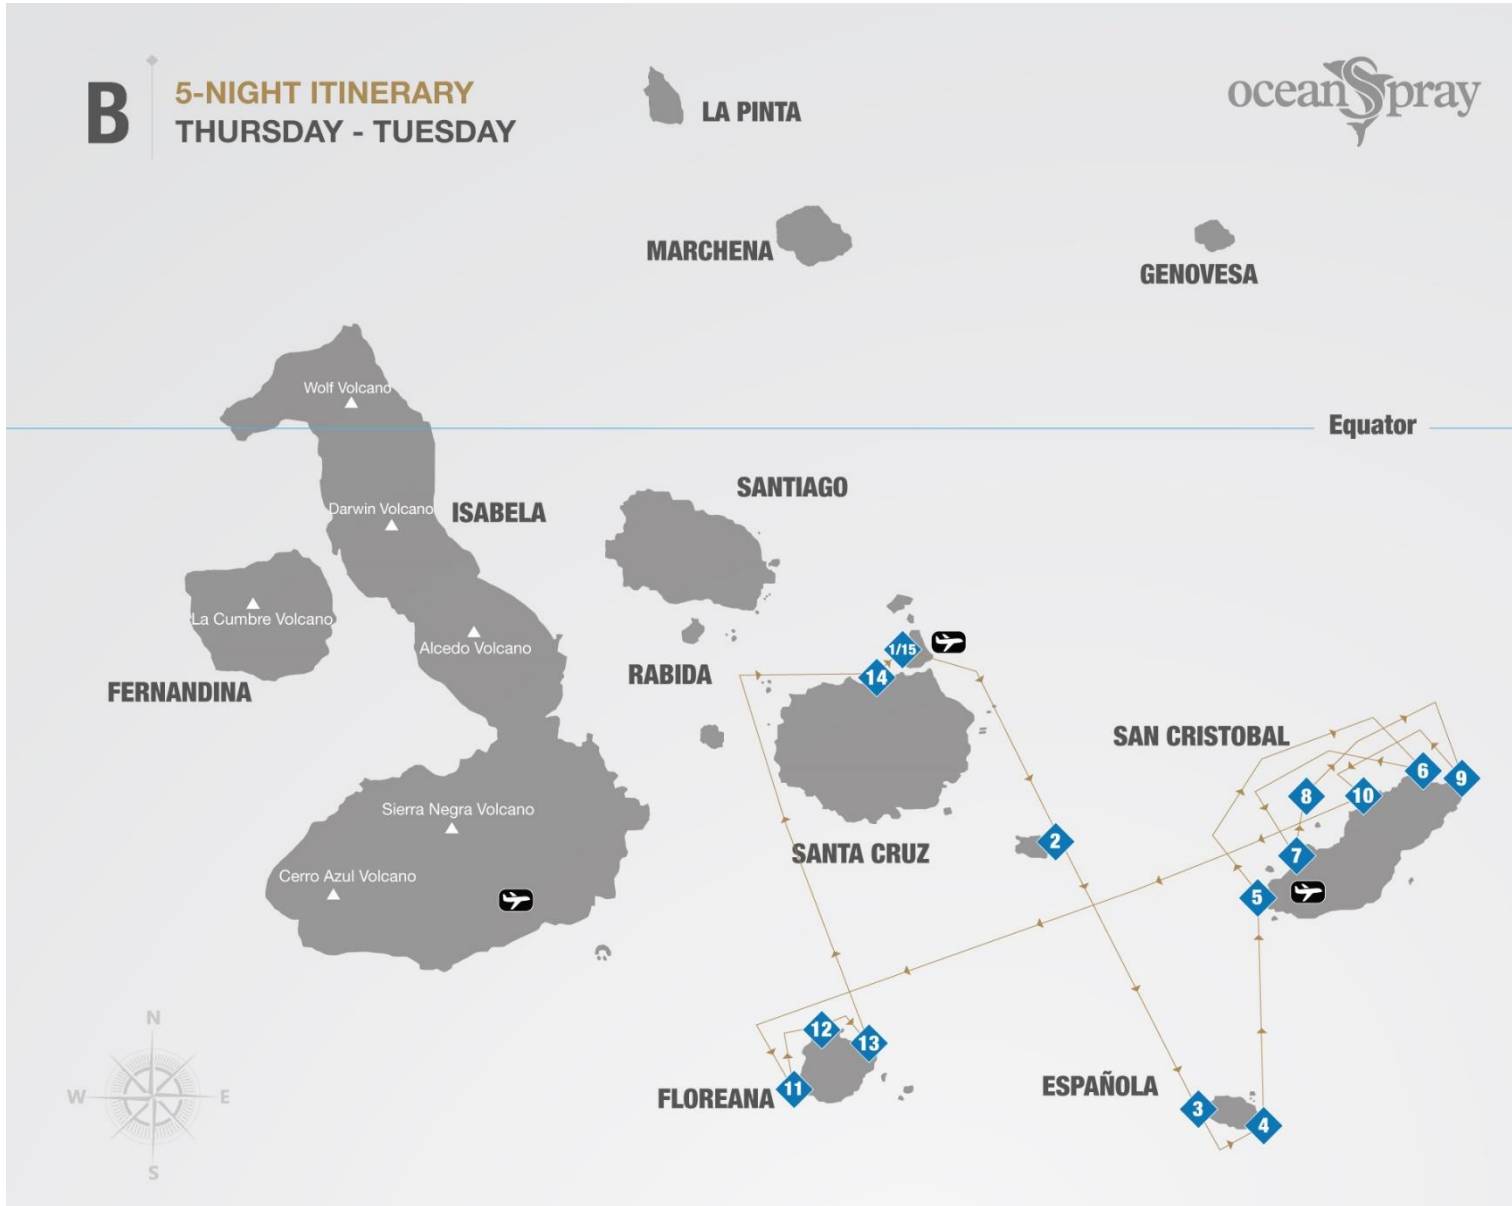 B
5-NIGHT ITINERARY
THURSDAY - TUESDAY
oceanSpray
LA PINTA
MARCHENA
GENOVESA
Wolf Volcano
Equator
SANTIAGO
Darwin Volcano
ISABELA
La Cumbre Volcano
Alcedo Volcano
1/15
RABIDA
14
FERNANDINA
SAN CRISTOBAL
6
9
8
10
Sierra Negra Volcano
2
SANTA CRUZ
7
Cerro Azul Volcano
5
N
12
13
W
E
FLOREANA
11
ESPAÑOLA
3
4
S